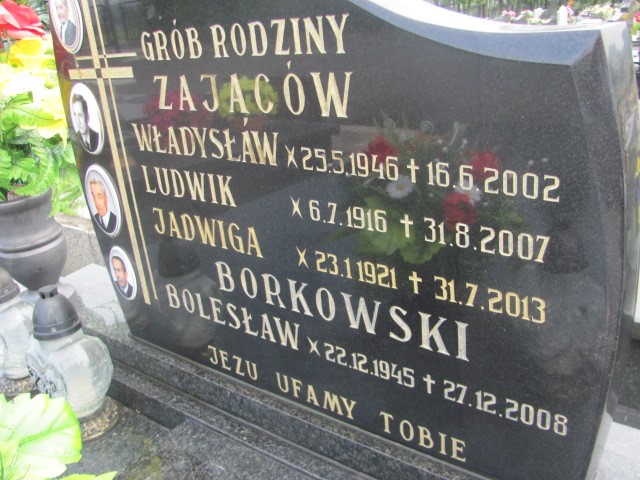 GRÓB RODZINY
ZAJĄCÓW
WŁADYSŁAW X 25.5.1946 † 16.6.2002
LUDWIK X 6.7.1916 † 31.8.2007
JADWIGA X 23.1.1921 † 31.7.2013
BORKOWSKI
BOLESŁAW X 22.12.1945 † 27.12.2008
JEZU UFAMY TOBIE